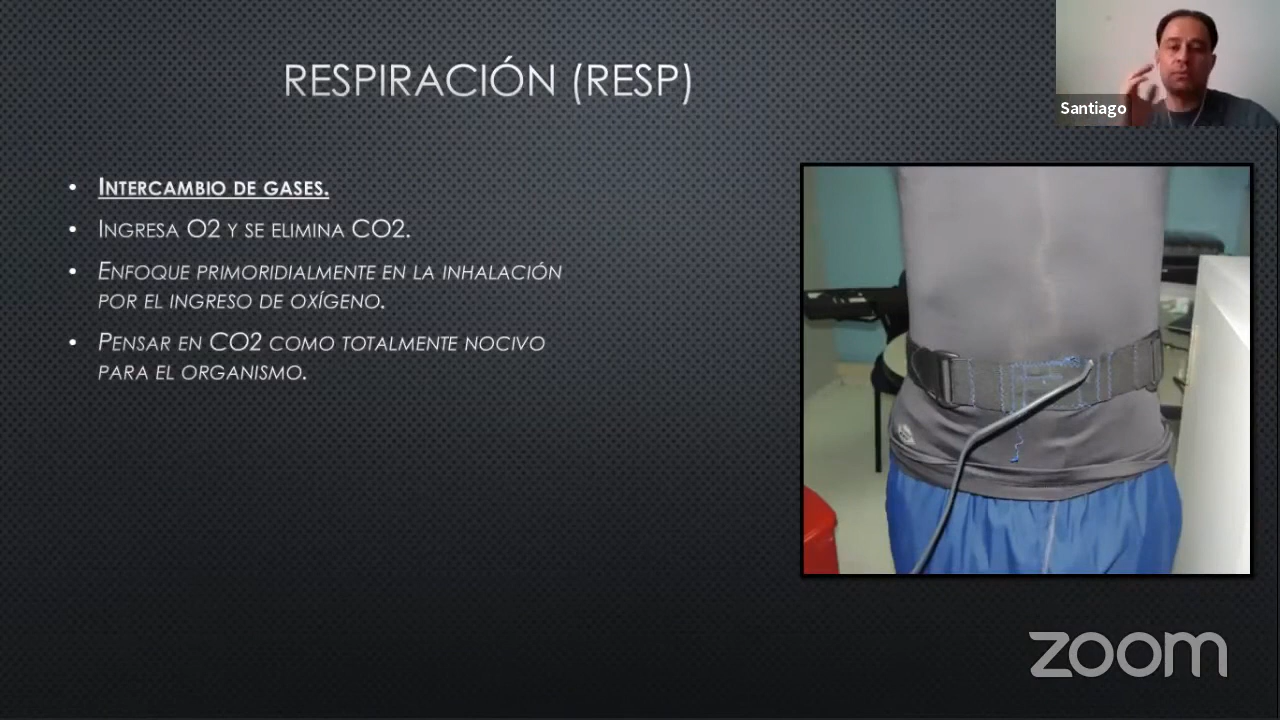 RESPIRACIÓN (RESP)
Santiago
• INTERCAMBIO DE GASES.
• INGRESA O2 Y SE ELIMINA CO2.
• ENFOQUE PRIMORIDIALMENTE EN LA INHALACIÓN
POR EL INGRESO DE OXÍGENO.
• PENSAR EN CO2 COMO TOTALMENTE NOCIVO
PARA EL ORGANISMO.
zoom